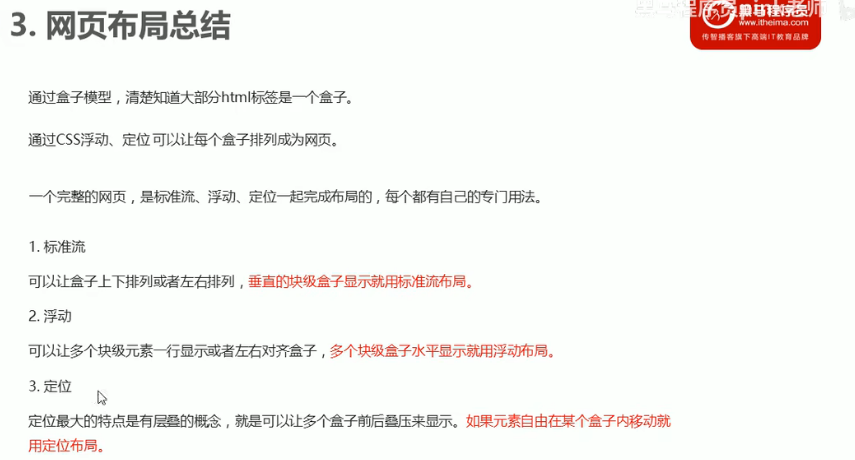 3. 网页布局总结
www.itheima.com
传智播客旗下高端IT教育品牌
通过盒子模型，清楚知道大部分html标签是一个盒子。
通过CSS浮动、定位 可以让每个盒子排列成为网页。
一个完整的网页，是标准流、浮动、定位一起完成布局的，每个都有自己的专门用法。
1. 标准流
可以让盒子上下排列或者左右排列，垂直的块级盒子显示就用标准流布局。
2. 浮动
可以让多个块级元素一行显示或者左右对齐盒子，多个块级盒子水平显示就用浮动布局。
3. 定位
定位最大的特点是有层叠的概念，就是可以让多个盒子前后叠压来显示。如果元素自由在某个盒子内移动就
用定位布局。